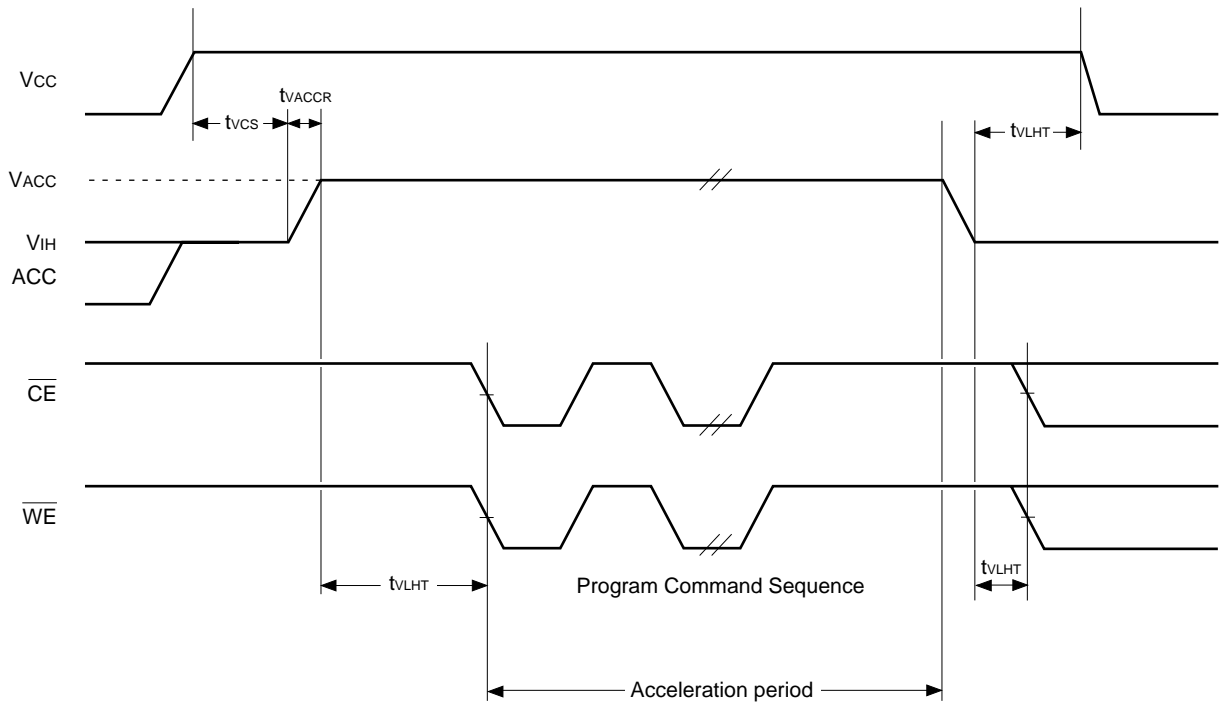 VCC
tVACCR
tVCS
tVLHT
VACC
VIH
ACC
CE
WE
tVLHT
Program Command Sequence
tVLHT
Acceleration period